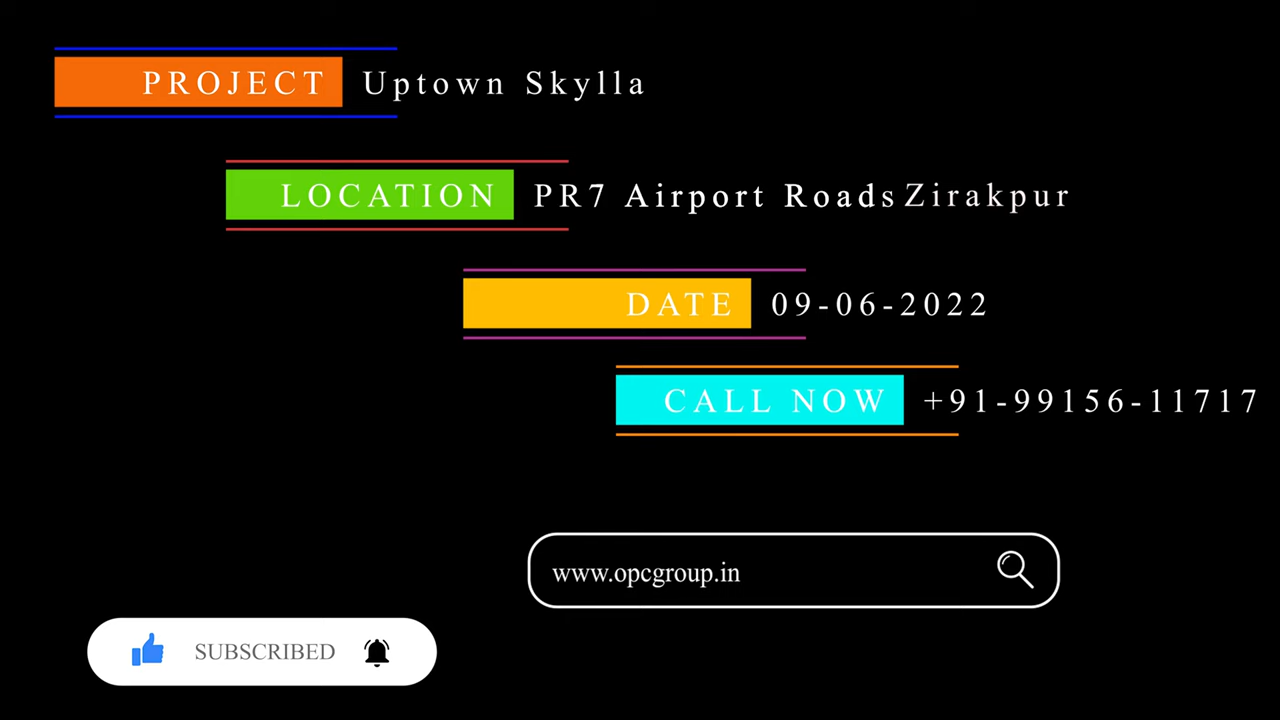 PROJECT Uptown Skylla
LOCATION PR7 Airport Roads Zirakpur
DATE 09-06-2022
CALL NOW +91-99156-11717
www.opcgroup.in
SUBSCRIBED